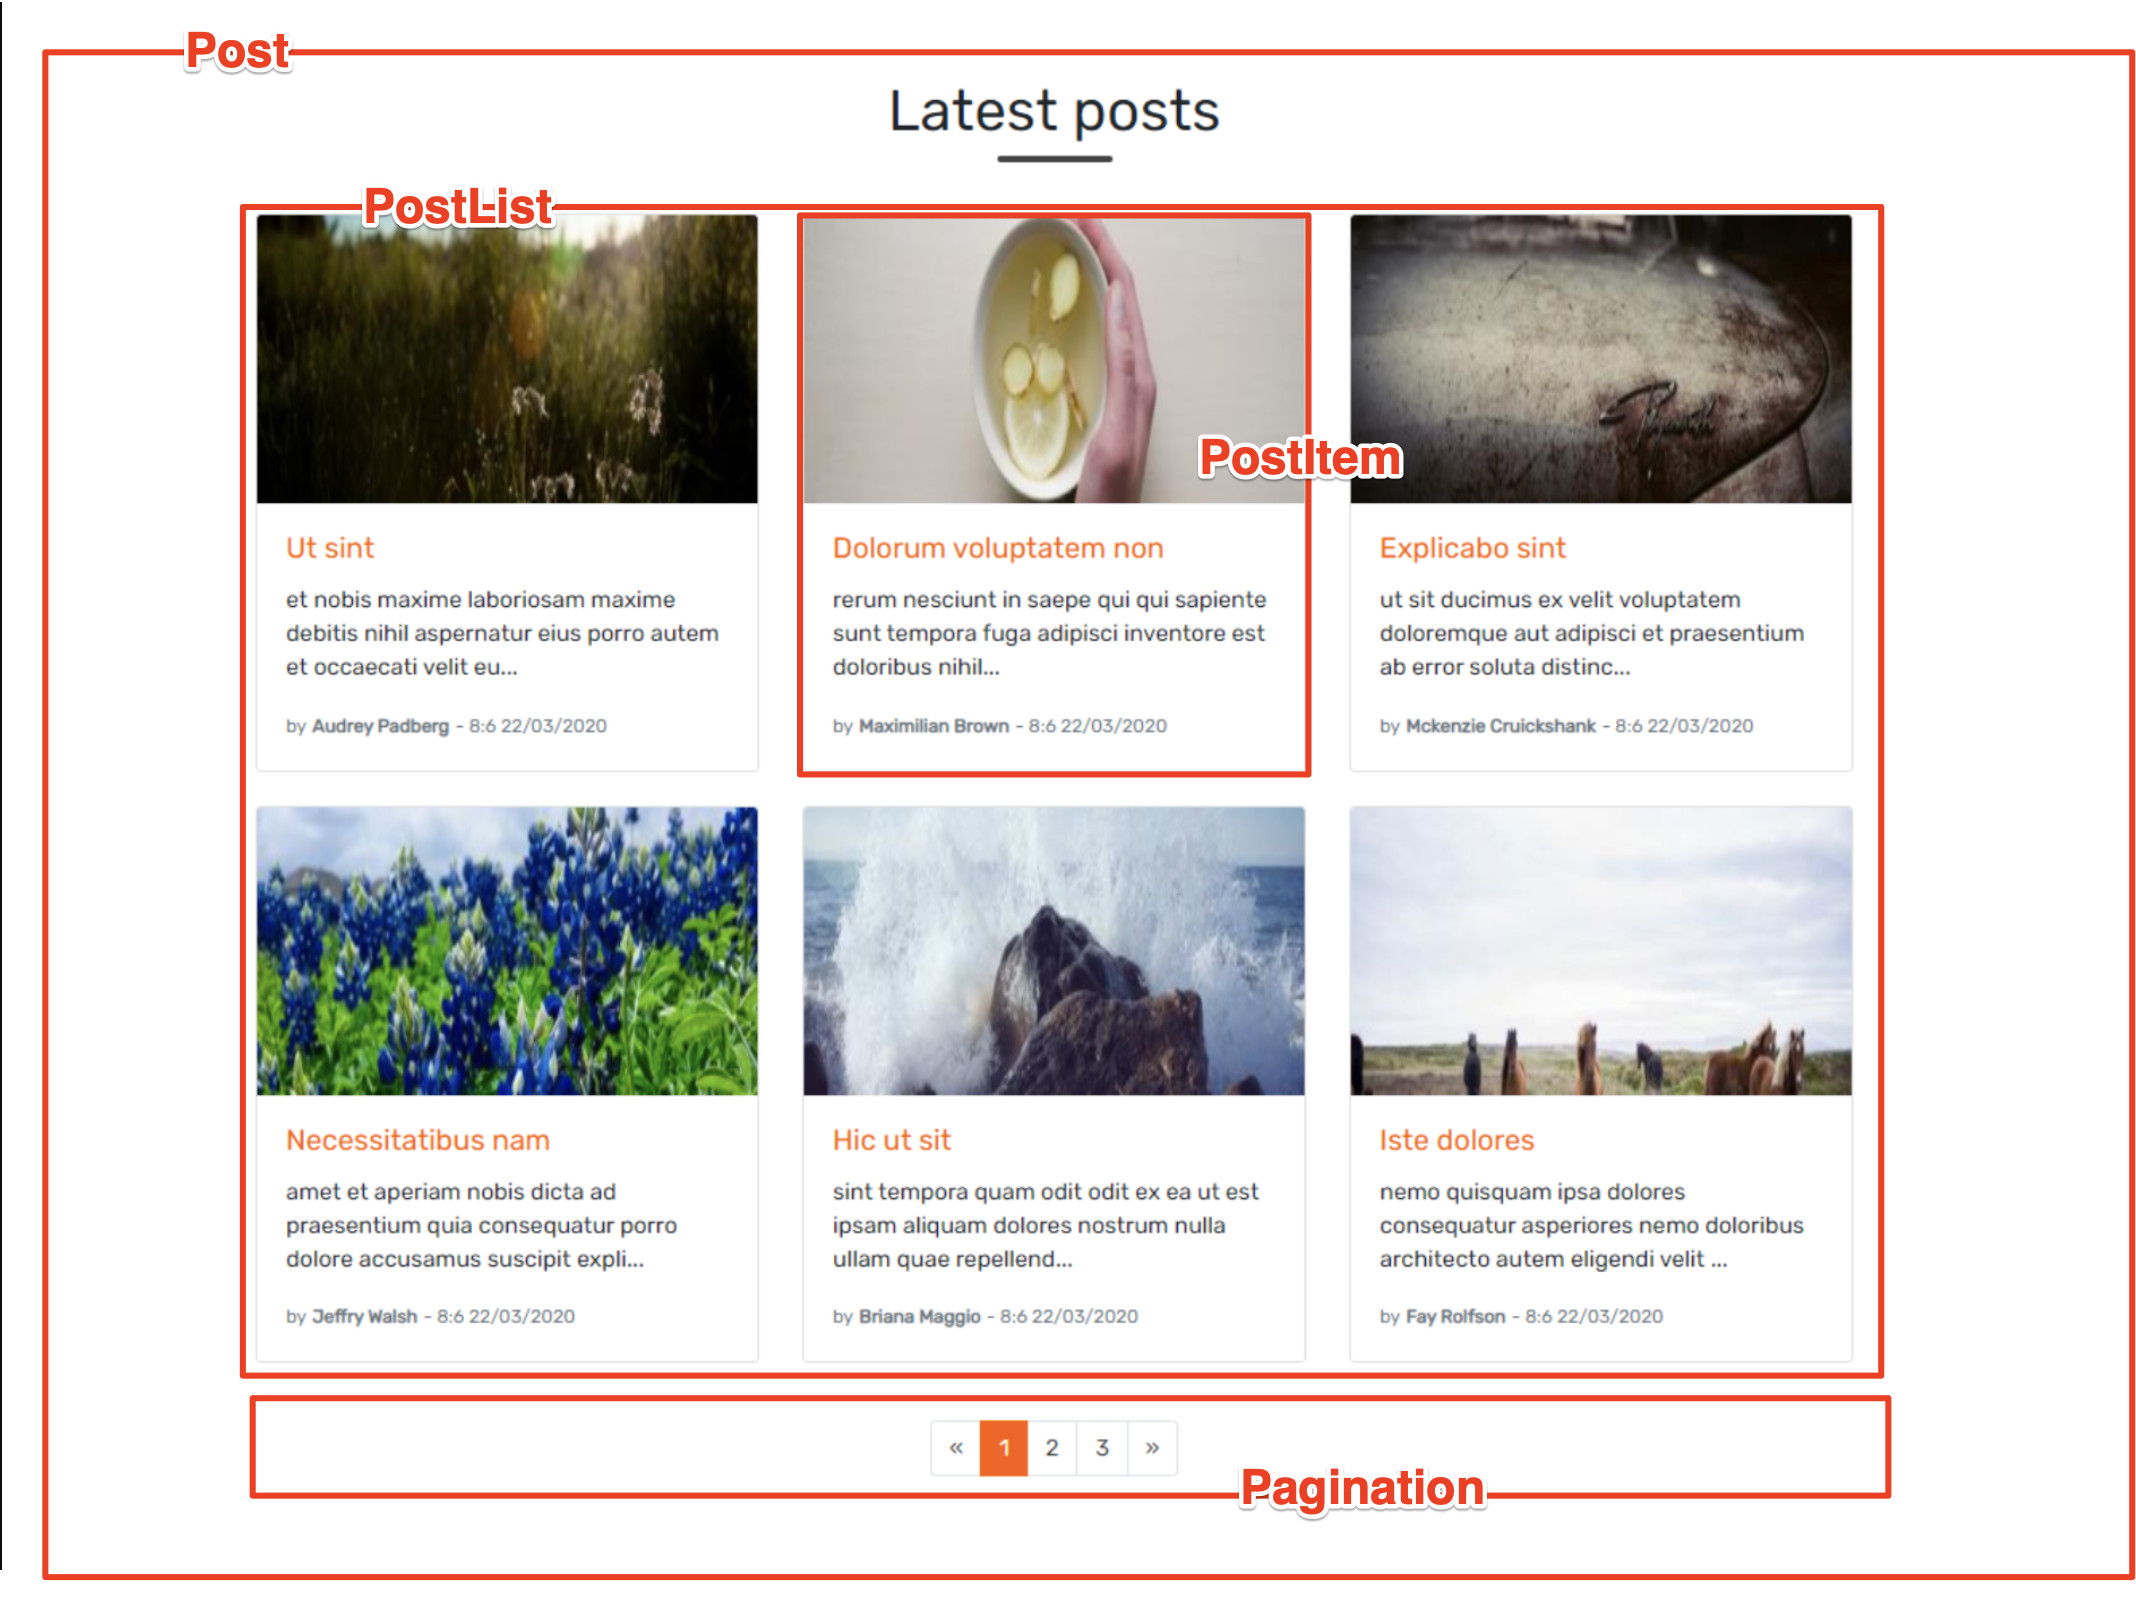 Post
Latest posts
PostList
PostItem
Ut sint
et nobis maxime laboriosam maxime
debitis nihil aspernatur eius porro autem
et occaecati velit eu...
by Audrey Padberg - 8:6 22/03/2020
Dolorum voluptatem non
rerum nesciunt in saepe qui qui sapiente
sunt tempora fuga adipisci inventore est
doloribus nihil...
by Maximilian Brown - 8:6 22/03/2020
Plymouth
Explicabo sint
ut sit ducimus ex velit voluptatem
doloremque aut adipisci et praesentium
ab error soluta distinc...
by Mckenzie Cruickshank - 8:6 22/03/2020
Necessitatibus nam
amet et aperiam nobis dicta ad
praesentium quia consequatur porro
dolore accusamus suscipit expli...
by Jeffry Walsh - 8:6 22/03/2020
Hic ut sit
sint tempora quam odit odit ex ea ut est
ipsam aliquam dolores nostrum nulla
ullam quae repellend...
by Briana Maggio - 8:6 22/03/2020
Iste dolores
nemo quisquam ipsa dolores
consequatur asperiores nemo doloribus
architecto autem eligendi velit ...
by Fay Rolfson - 8:6 22/03/2020
« 1 2 3 »
Pagination